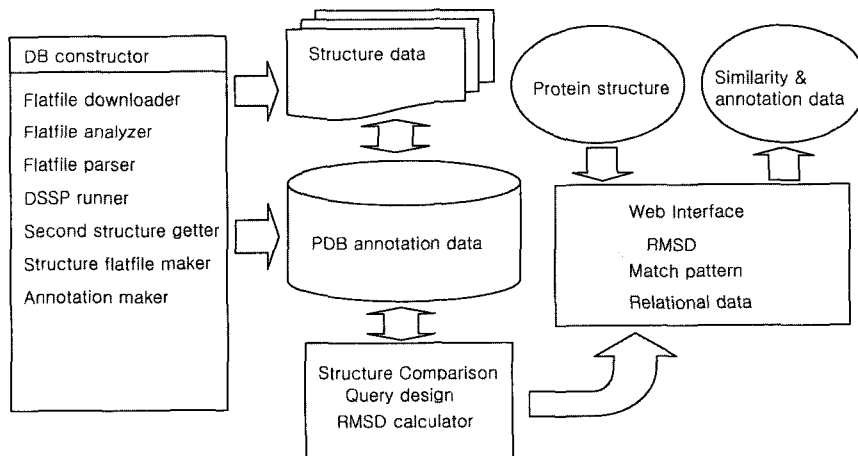 DB constructor
Flatfile downloader
Flatfile analyzer
Flatfile parser
DSSP runner
Second structure getter
Structure flatfile maker
Annotation maker
Structure data
PDB annotation data
Structure Comparison
Query design
RMSD calculator
Protein structure
Similarity &
annotation data
Web Interface
RMSD
Match pattern
Relational data